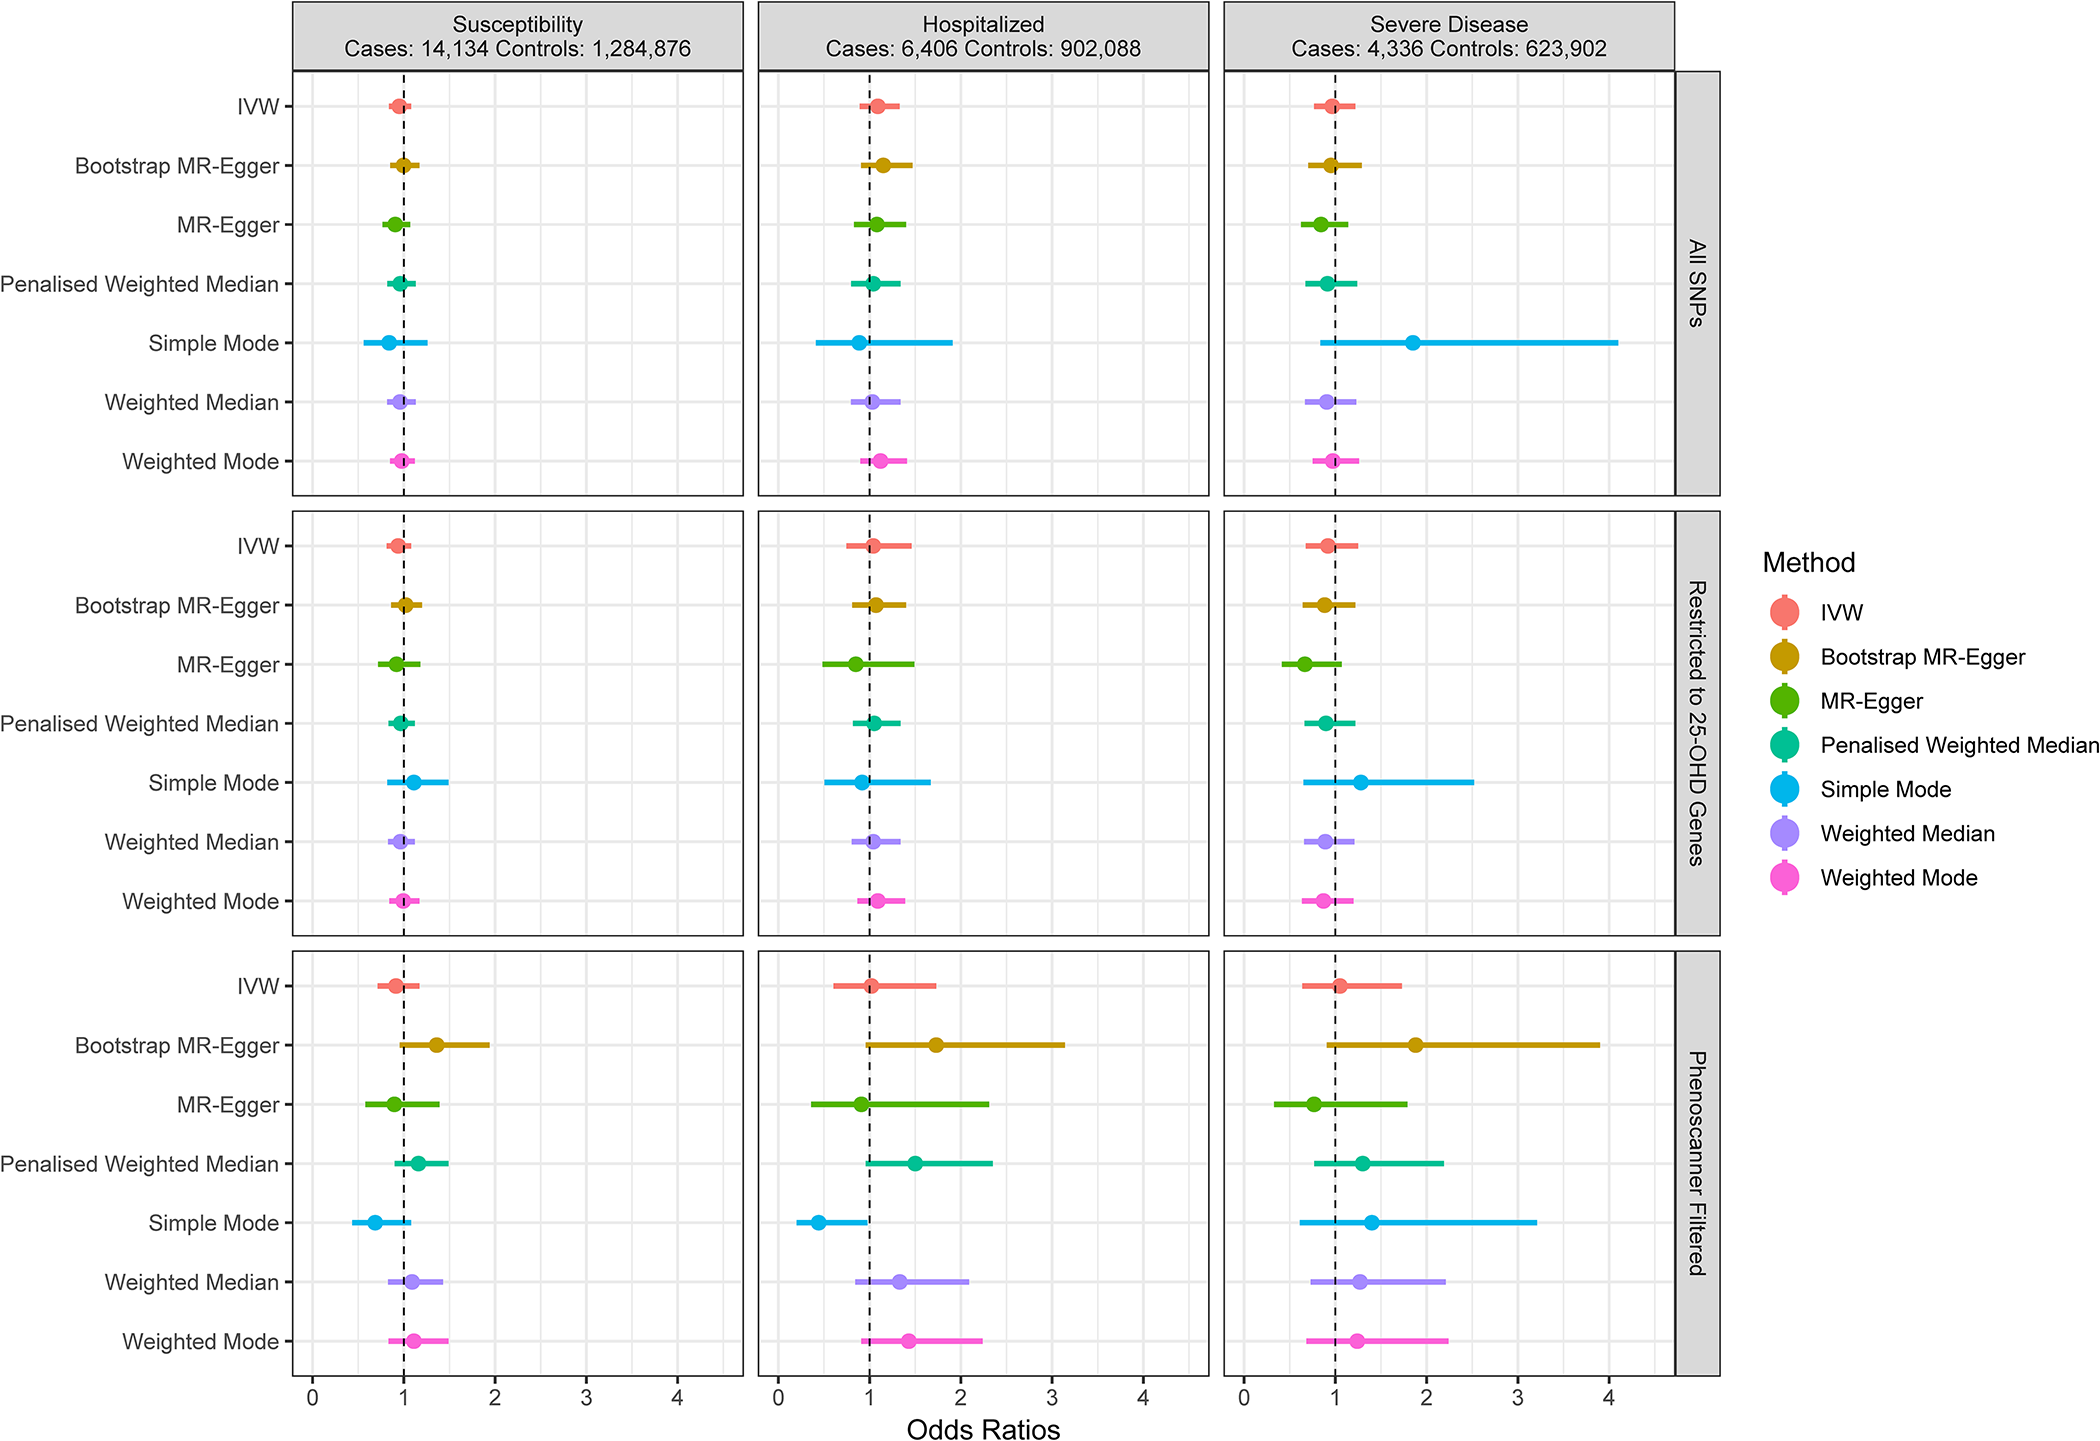 Susceptibility
Cases: 14,134 Controls: 1,284,876
Hospitalized
Cases: 6,406 Controls: 902,088
Severe Disease
Cases: 4,336 Controls: 623,902
IVW
Bootstrap MR-Egger
MR-Egger
Penalised Weighted Median
Simple Mode
Weighted Median
Weighted Mode
All SNPs
IVW
Bootstrap MR-Egger
MR-Egger
Penalised Weighted Median
Simple Mode
Weighted Median
Weighted Mode
Restricted to 25-OHD Genes
IVW
Bootstrap MR-Egger
MR-Egger
Penalised Weighted Median
Simple Mode
Weighted Median
Weighted Mode
Phenoscanner Filtered
0 1 2 3 4
0 1 2 3 4
0 1 2 3 4
Odds Ratios
Method
IVW
Bootstrap MR-Egger
MR-Egger
Penalised Weighted Median
Simple Mode
Weighted Median
Weighted Mode